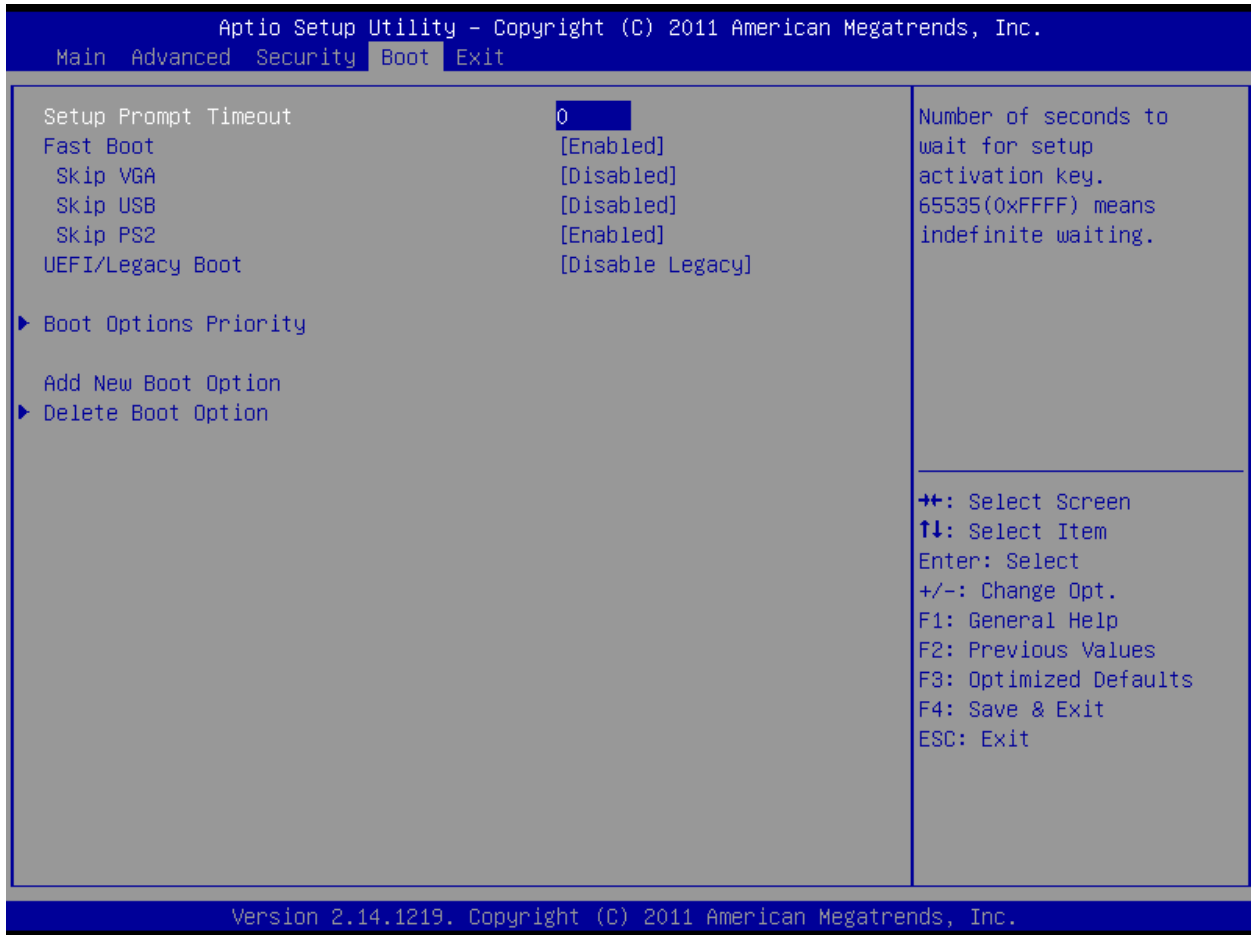 Aptio Setup Utility – Copyright (C) 2011 American Megatrends, Inc.
Main Advanced Security Boot Exit
Setup Prompt Timeout 0
Fast Boot [Enabled]
Skip VGA [Disabled]
Skip USB [Disabled]
Skip PS2 [Enabled]
UEFI/Legacy Boot [Disable Legacy]
▶ Boot Options Priority
Add New Boot Option
▶ Delete Boot Option
Number of seconds to
wait for setup
activation key.
65535(0xFFFF) means
indefinite waiting.
→←: Select Screen
↑↓: Select Item
Enter: Select
+/-: Change Opt.
F1: General Help
F2: Previous Values
F3: Optimized Defaults
F4: Save & Exit
ESC: Exit
Version 2.14.1219. Copyright (C) 2011 American Megatrends, Inc.